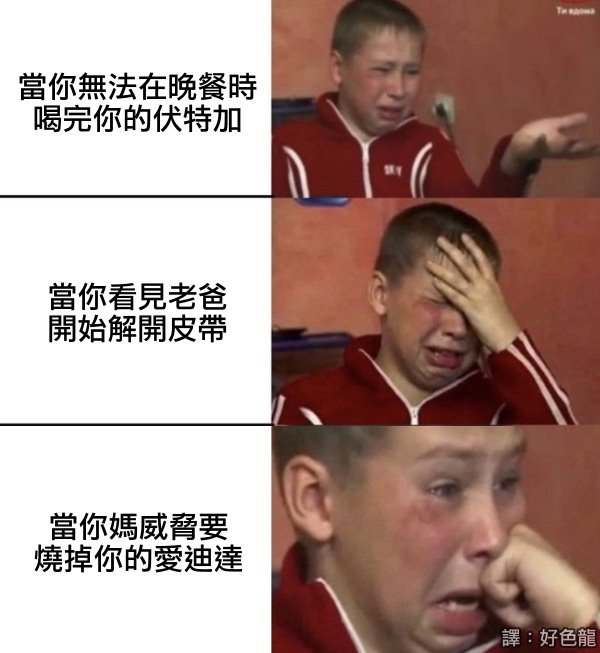 Ти вдома
當你無法在晚餐時
喝完你的伏特加
當你看見老爸
開始解開皮帶
當你媽威脅要
燒掉你的愛迪達
譯：好色龍